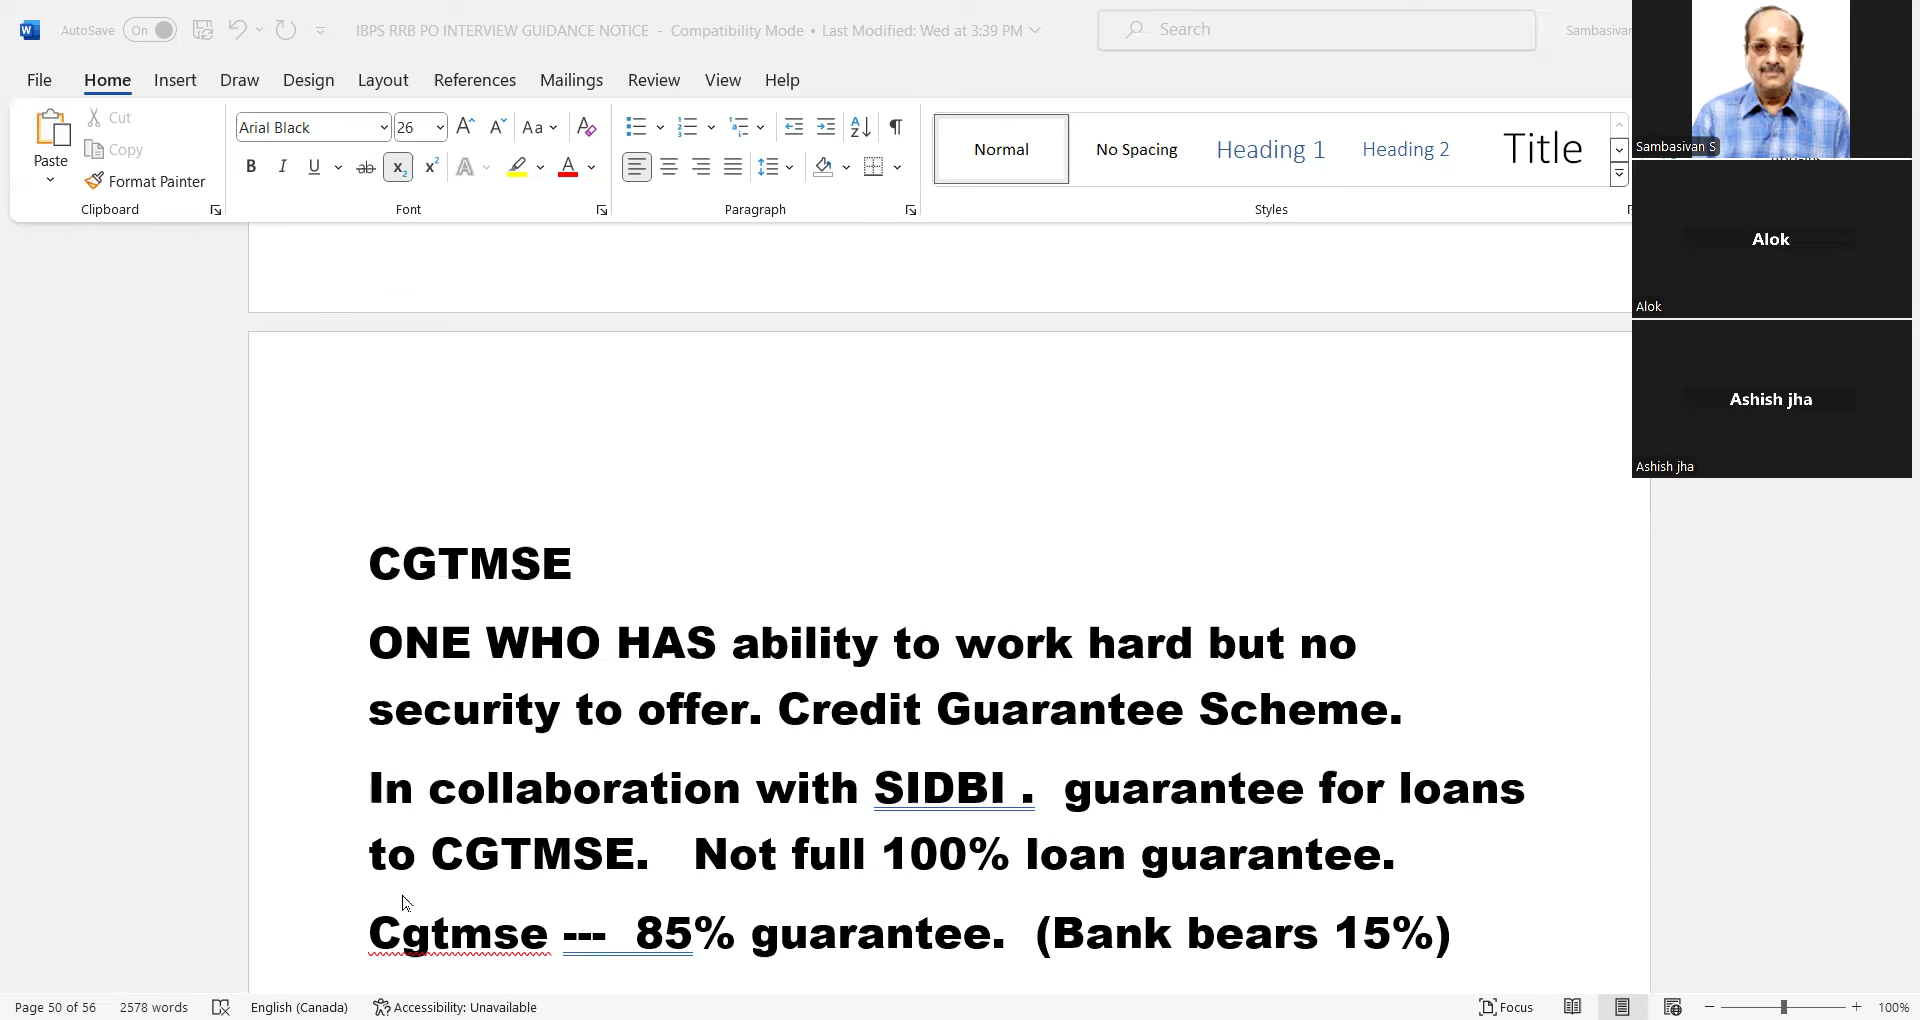 AutoSave On IBPS RRB PO INTERVIEW GUIDANCE NOTICE - Compatibility Mode • Last Modified: Wed at 3:39 PM Search Sambasivan
File Home Insert Draw Design Layout References Mailings Review View Help
Paste Cut
Copy
Format Painter
Clipboard
Arial Black 26 Aa
B I U ab x₂ x² A A
Font
Paragraph
Normal No Spacing Heading 1 Heading 2 Title
Styles
Sambasivan S
Alok
Alok
Ashish jha
Ashish jha
CGTMSE
ONE WHO HAS ability to work hard but no
security to offer. Credit Guarantee Scheme.
In collaboration with SIDBI . guarantee for loans
to CGTMSE. Not full 100% loan guarantee.
Cgtmse --- 85% guarantee. (Bank bears 15%)
Page 50 of 56 2578 words English (Canada) Accessibility: Unavailable Focus 100%